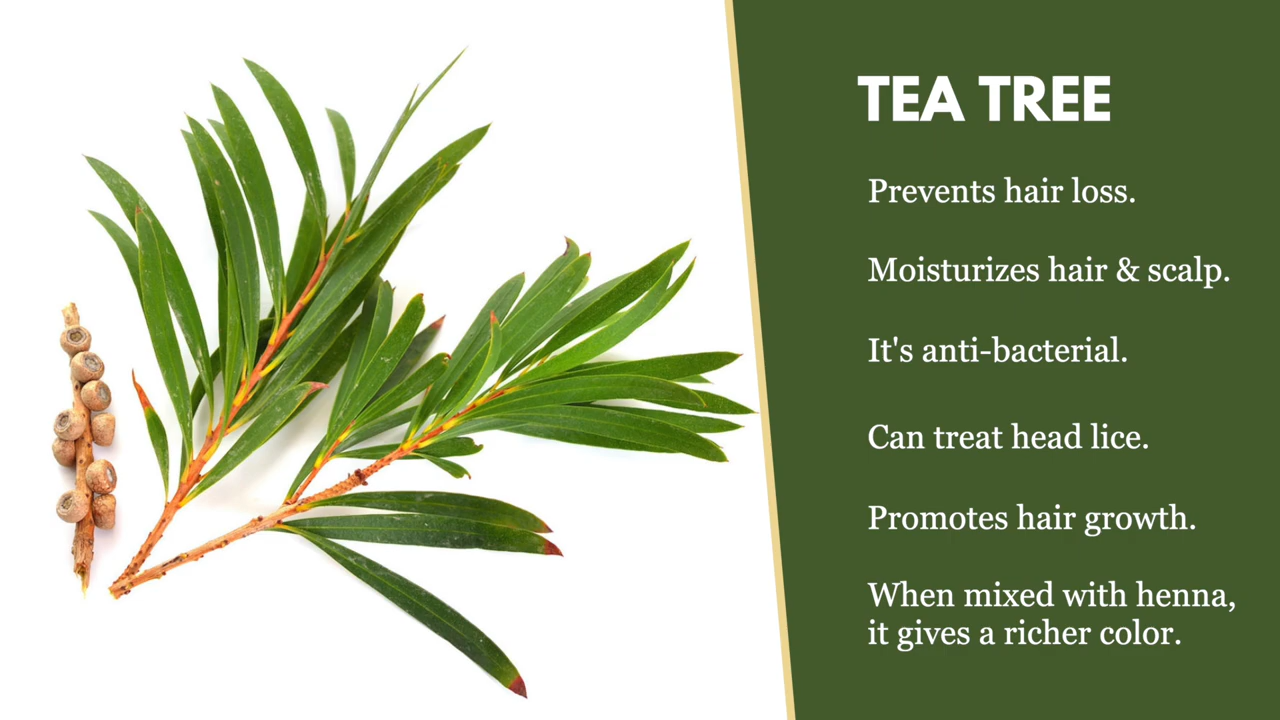 TEA TREE
Prevents hair loss.
Moisturizes hair & scalp.
It's anti-bacterial.
Can treat head lice.
Promotes hair growth.
When mixed with henna,
it gives a richer color.